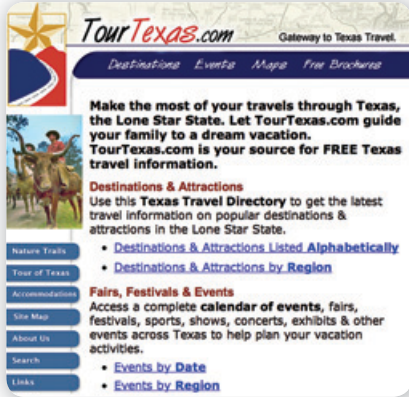 TourTexas.com
Gateway to Texas Travel.
Destinations Events Maps Free Brochures
Make the most of your travels through Texas,
the Lone Star State. Let TourTexas.com guide
your family to a dream vacation.
TourTexas.com is your source for FREE Texas
travel information.
Destinations & Attractions
Use this Texas Travel Directory to get the latest
travel information on popular destinations &
attractions in the Lone Star State.
• Destinations & Attractions Listed Alphabetically
• Destinations & Attractions by Region
Fairs, Festivals & Events
Access a complete calendar of events, fairs,
festivals, sports, shows, concerts, exhibits & other
events across Texas to help plan your vacation
activities.
• Events by Date
• Events by Region
Nature Trails
Tour of Texas
Accommodations
Site Map
About Us
Search
Links